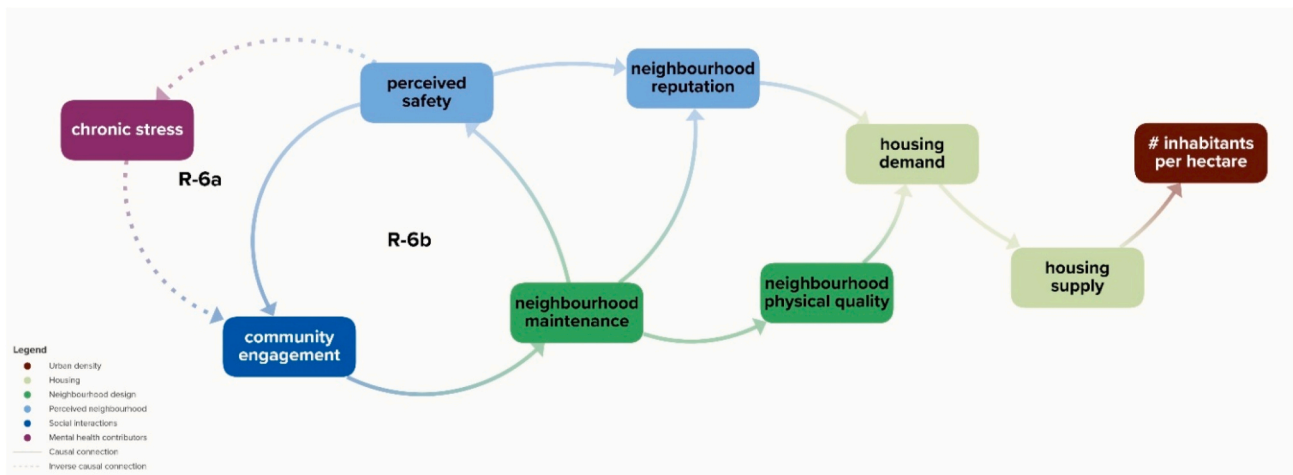 perceived
safety
neighbourhood
reputation
chronic stress
housing
demand
# inhabitants
per hectare
R-6a
R-6b
housing
supply
neighbourhood
physical quality
neighbourhood
maintenance
community
engagement
Legend
Urban density
Housing
Neighbourhood design
Perceived neighbourhood
Social interactions
Mental health contributors
Causal connection
Inverse causal connection